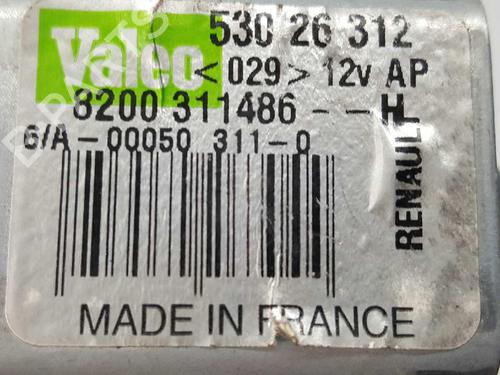 Valeo 530 26 312
<029> 12v AP
8200 311486 --H
6/A-00050 311-0
RENAULT
MADE IN FRANCE